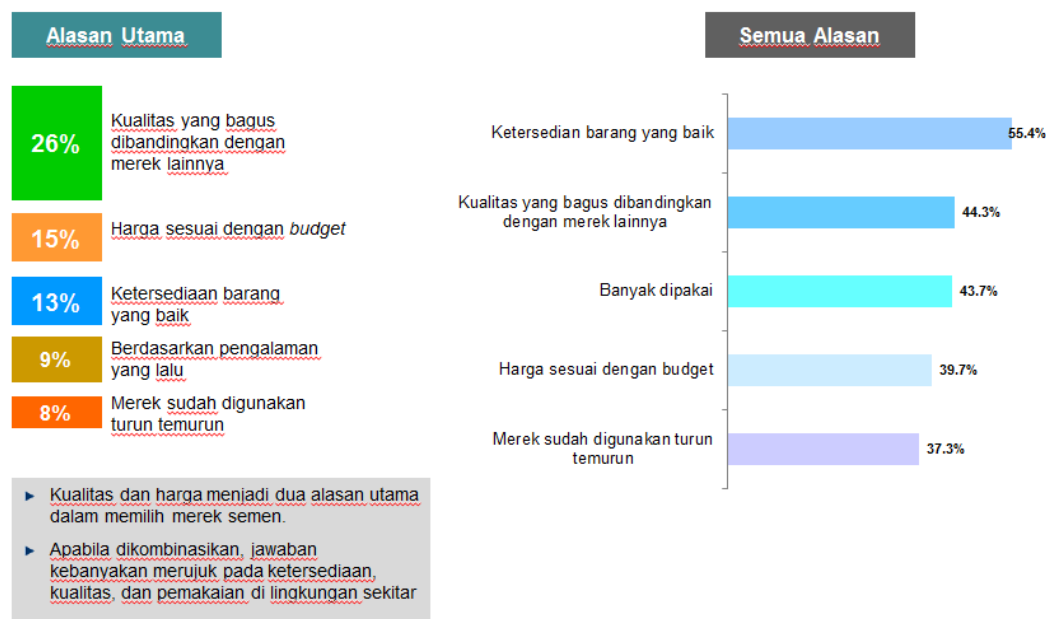 Alasan Utama
26%
Kualitas yang bagus
dibandingkan dengan
merek lainnya
15%
Harga sesuai dengan budget
13%
Ketersediaan barang
yang baik
9%
Berdasarkan pengalaman
yang lalu
8%
Merek sudah digunakan
turun temurun
► Kualitas dan harga menjadi dua alasan utama
dalam memilih merek semen.
► Apabila dikombinasikan, jawaban
kebanyakan merujuk pada ketersediaan,
kualitas, dan pemakaian di lingkungan sekitar
Semua Alasan
Ketersedian barang yang baik
55.4%
Kualitas yang bagus dibandingkan
dengan merek lainnya
44.3%
Banyak dipakai
43.7%
Harga sesuai dengan budget
39.7%
Merek sudah digunakan turun
temurun
37.3%